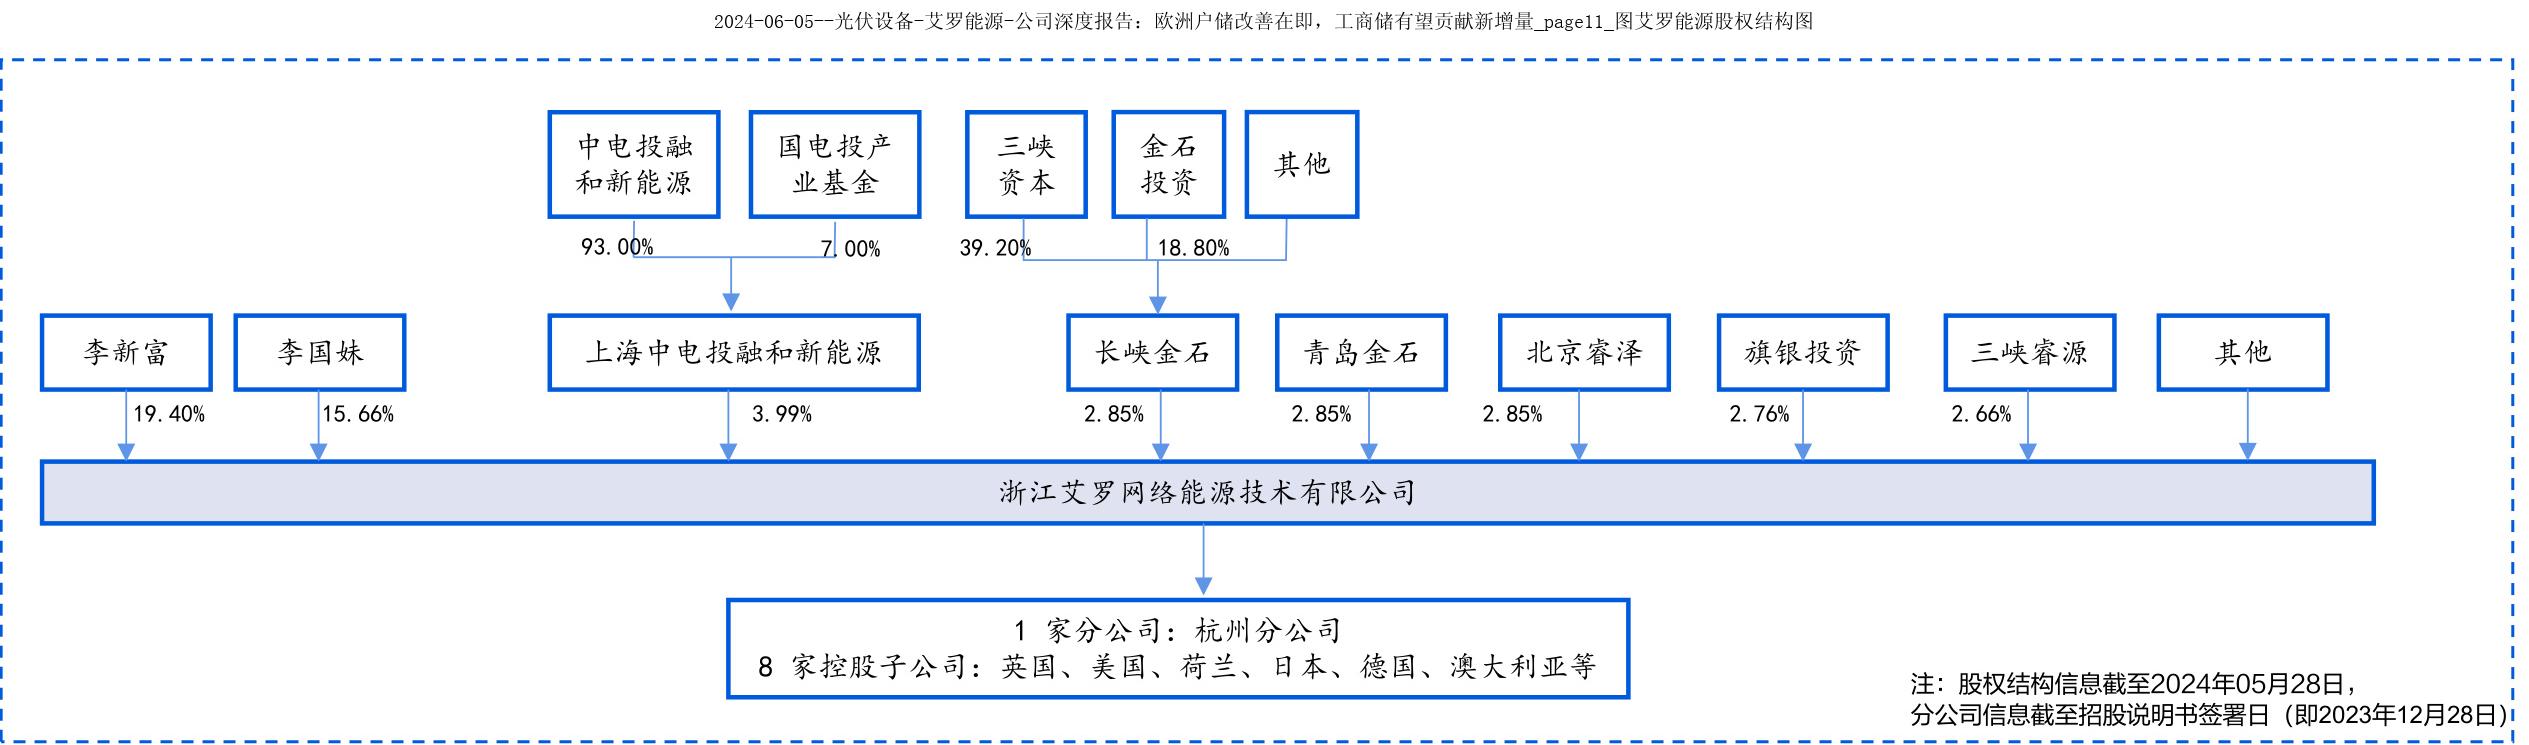 2024-06-05--光伏设备-艾罗能源-公司深度报告：欧洲户储改善在即，工商储有望贡献新增量_page11_图艾罗能源股权结构图
中电投融
和新能源
国电投产
业基金
三峡
资本
金石
投资
其他
93.00%
7.00%
39.20%
18.80%
李新富
李国妹
上海中电投融和新能源
长峡金石
青岛金石
北京睿泽
旗银投资
三峡睿源
其他
19.40%
15.66%
3.99%
2.85%
2.85%
2.85%
2.76%
2.66%
浙江艾罗网络能源技术有限公司
1 家分公司：杭州分公司
8 家控股子公司：英国、美国、荷兰、日本、德国、澳大利亚等
注：股权结构信息截至2024年05月28日，
分公司信息截至招股说明书签署日（即2023年12月28日）